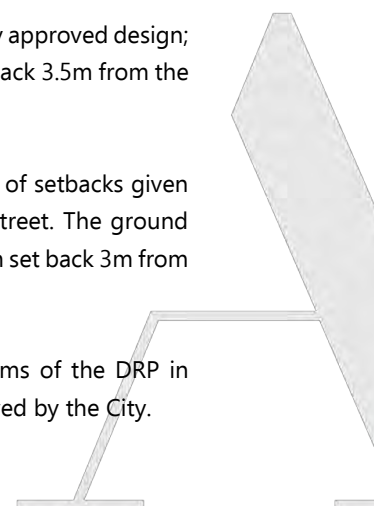 approved design;
ack 3.5m from the
of setbacks given
treet. The ground
set back 3m from
ms of the DRP in
ed by the City.